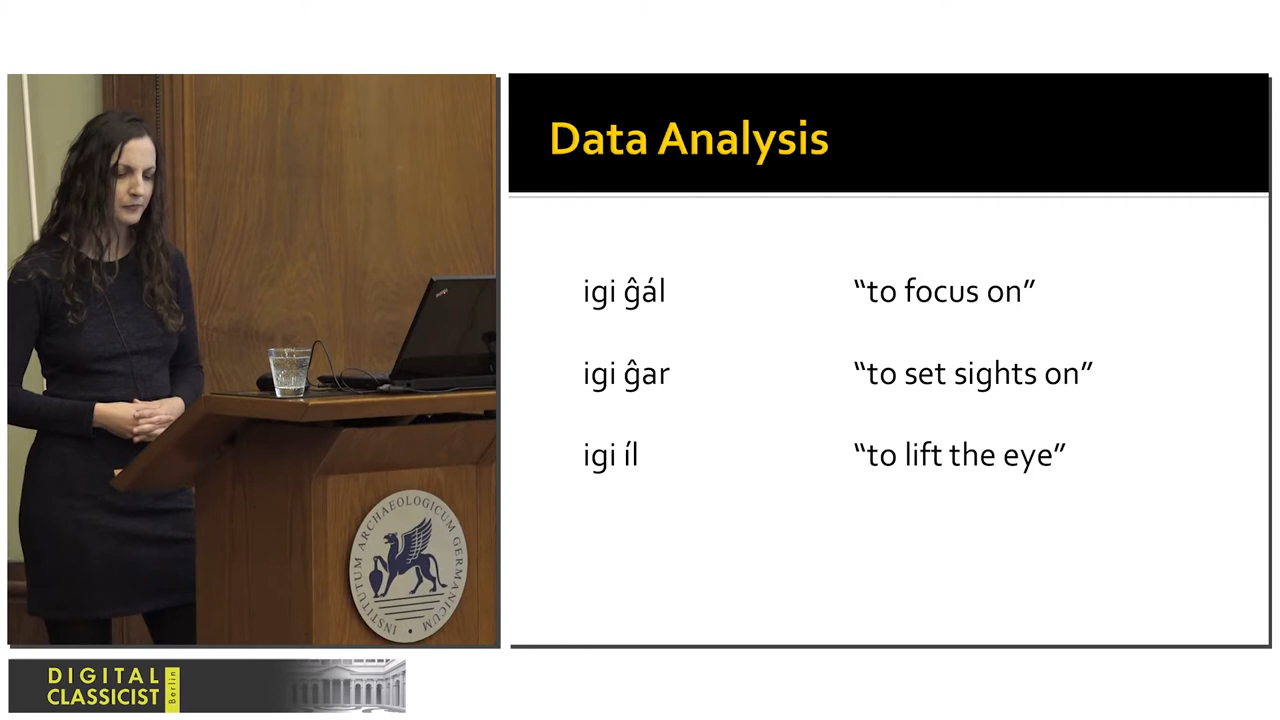 Data Analysis
igi ĝál “to focus on”
igi ĝar “to set sights on”
igi íl “to lift the eye”
INSTITUTUM ARCHAEOLOGICUM GERMANICUM
DIGITAL
CLASSICIST
Berlin